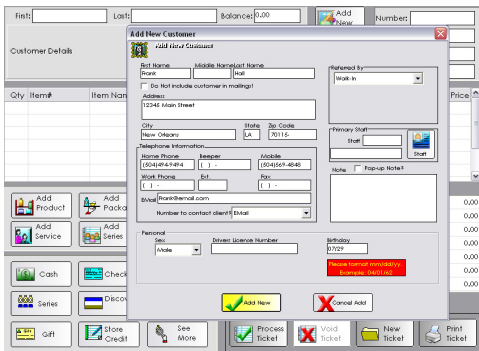 First: Last: Balance: 0.00 Add New Number:
Add New Customer
Add New Customer
Customer Details
First Name Middle Name Last Name
Frank Hall
Do Not include customer in mailings!
Address
12345 Main Street
City State Zip Code
New Orleans LA 70115-
Referred By
Walk-In
Primary Staff
Staff
Staff
Telephone Information
Home Phone Beeper Mobile
(504)494-9494 ( ) - (504)569-4848
Work Phone Ext. Fax
( ) - ( ) -
EMail Frank@email.com
Number to contact client? EMail
Note Pop-up Note?
Personal
Sex Drivers License Number Birthday
Male 07/29
Please format mm/dd/yy.
Example: 04/01/62
Add New Cancel Add
Qty Item# Item Nam Price
Add Product Add Packa
Add Service Add Series
0.00
0.00
0.00
0.00
0.00
0.00
0.00
Cash Check
Series Discov
Gift Store Credit See More
Process Ticket Void Ticket New Ticket Print Ticket